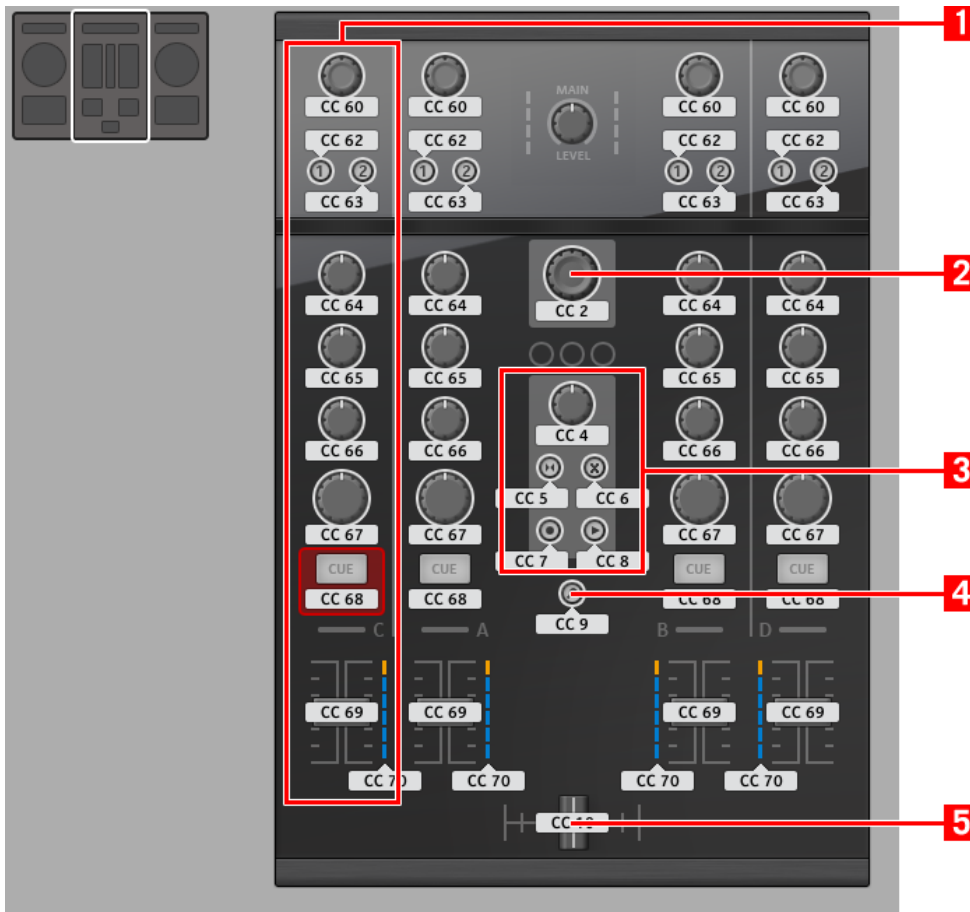 1
CC 60 CC 60 MAIN CC 60 CC 60
CC 62 CC 62 LEVEL CC 62 CC 62
1 2 1 2 1 2 1 2
CC 63 CC 63 CC 63 CC 63
2
CC 64 CC 64 CC 2 CC 64 CC 64
CC 65 CC 65 CC 65 CC 65
CC 66 CC 66 CC 4 CC 66 CC 66
3
CC 5 CC 6
CC 67 CC 67 CC 67 CC 67
CC 7 CC 8
CUE CUE CUE CUE
4
CC 68 CC 68 CC 68 CC 68
CC 9
C A B D
CC 69 CC 69 CC 69 CC 69
CC 70 CC 70 CC 70 CC 70
5